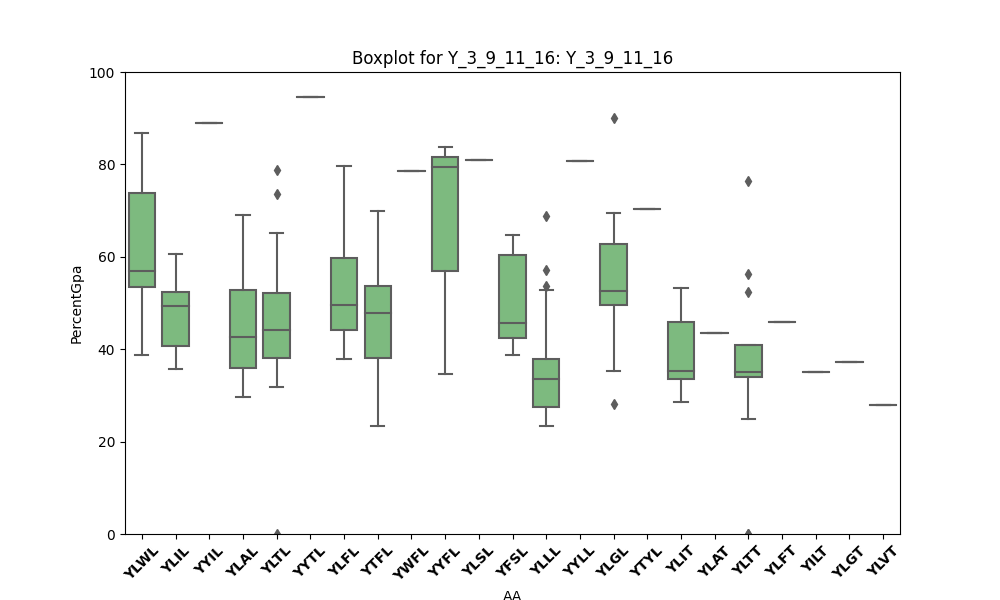 Boxplot for Y_3_9_11_16: Y_3_9_11_16
PercentGpa
100
80
60
40
20
0
YLWL
YLIL
YYIL
YLAL
YLTL
YYTL
YLFL
YTFL
YWFL
YYFL
YLSL
YFSL
YLLL
YYLL
YLGL
YTYL
YLIT
YLAT
YLTT
YLFT
YILT
YLGT
YLVT
AA